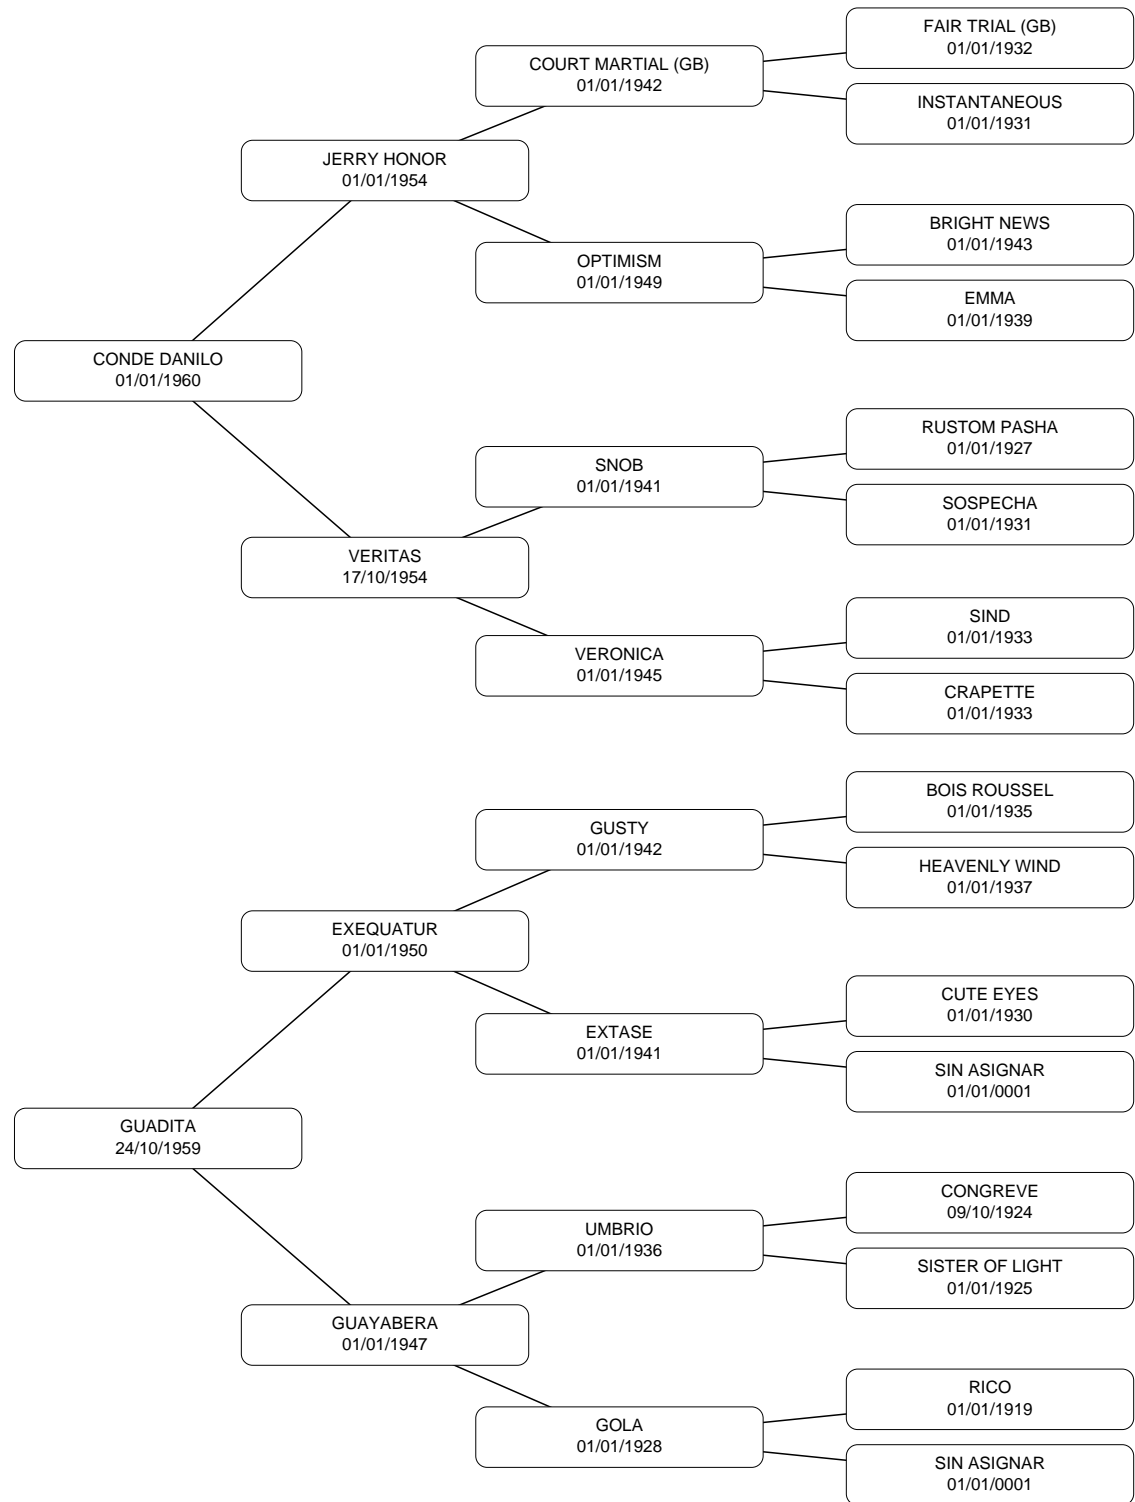 FAIR TRIAL (GB)
01/01/1932
COURT MARTIAL (GB)
01/01/1942
INSTANTANEOUS
01/01/1931
JERRY HONOR
01/01/1954
BRIGHT NEWS
01/01/1943
OPTIMISM
01/01/1949
EMMA
01/01/1939
CONDE DANILO
01/01/1960
RUSTOM PASHA
01/01/1927
SNOB
01/01/1941
SOSPECHA
01/01/1931
VERITAS
17/10/1954
SIND
01/01/1933
VERONICA
01/01/1945
CRAPETTE
01/01/1933
BOIS ROUSSEL
01/01/1935
GUSTY
01/01/1942
HEAVENLY WIND
01/01/1937
EXEQUATUR
01/01/1950
CUTE EYES
01/01/1930
EXTASE
01/01/1941
SIN ASIGNAR
01/01/0001
GUADITA
24/10/1959
CONGREVE
09/10/1924
UMBRIO
01/01/1936
SISTER OF LIGHT
01/01/1925
GUAYABERA
01/01/1947
RICO
01/01/1919
GOLA
01/01/1928
SIN ASIGNAR
01/01/0001